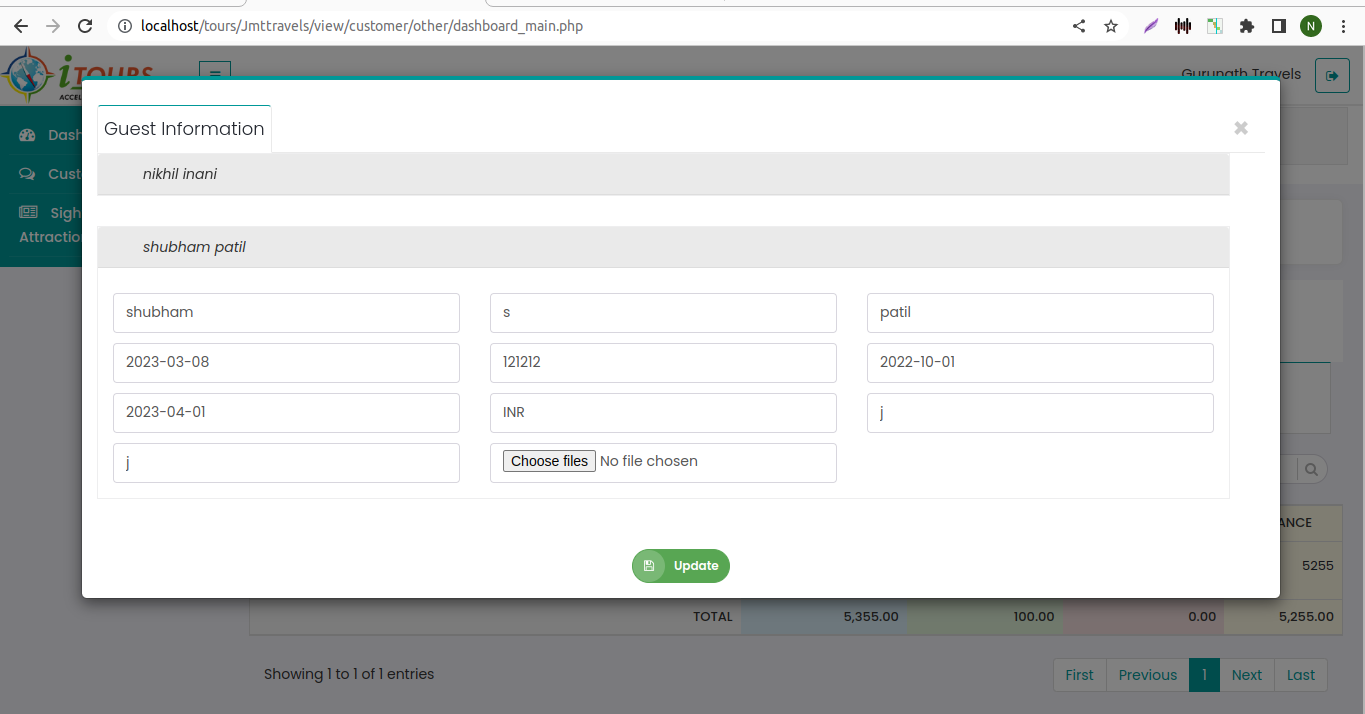 localhost/tours/Jmttravels/view/customer/other/dashboard_main.php
N
iTOURS
Gurunath Travels
Guest Information
Dash
nikhil inani
Cust
Sigh
Attractio
shubham patil
shubham
s
patil
2023-03-08
121212
2022-10-01
2023-04-01
INR
j
j
Choose files No file chosen
ANCE
Update
5255
TOTAL
5,355.00
100.00
0.00
5,255.00
Showing 1 to 1 of 1 entries
First
Previous
1
Next
Last